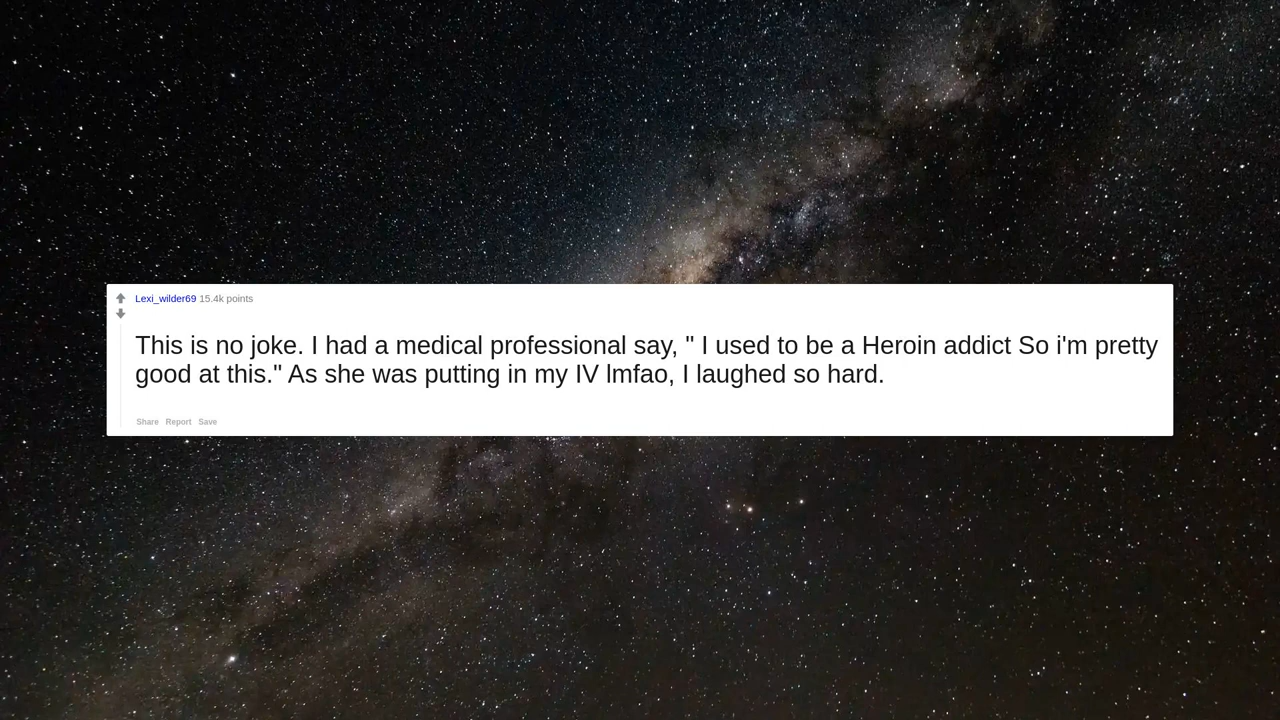 Lexi_wilder69 15.4k points
This is no joke. I had a medical professional say, " I used to be a Heroin addict So i'm pretty
good at this." As she was putting in my IV lmfao, I laughed so hard.
Share Report Save